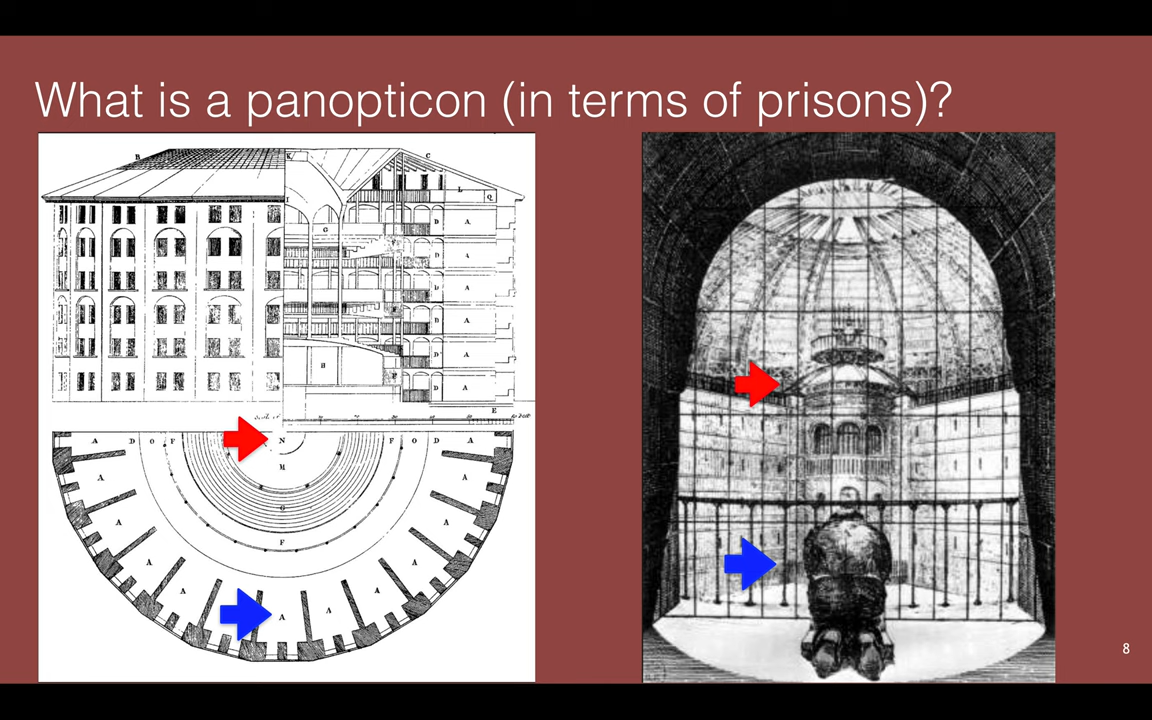 What is a panopticon (in terms of prisons)?
B K C
L
I Q
G D A
D
D A
D A
H D A
D A
E
A D O F N F O D A
M
A A
G
A A
F
A A
A A
A A
8